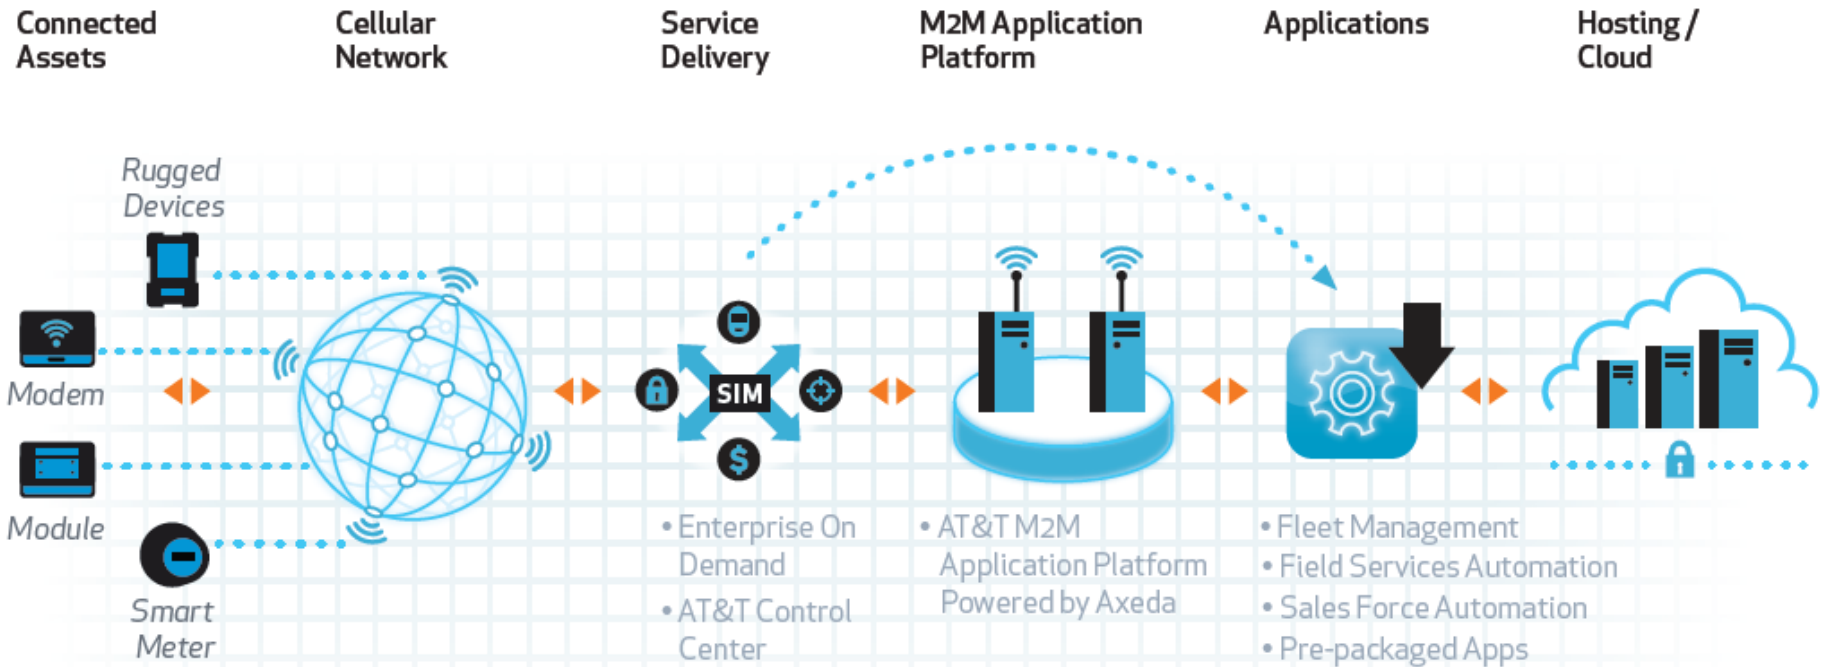 Connected
Assets
Cellular
Network
Service
Delivery
M2M Application
Platform
Applications
Hosting /
Cloud
Rugged
Devices
Modem
Module
Smart
Meter
SIM
$
• Enterprise On
Demand
• AT&T Control
Center
• AT&T M2M
Application Platform
Powered by Axeda
• Fleet Management
• Field Services Automation
• Sales Force Automation
• Pre-packaged Apps